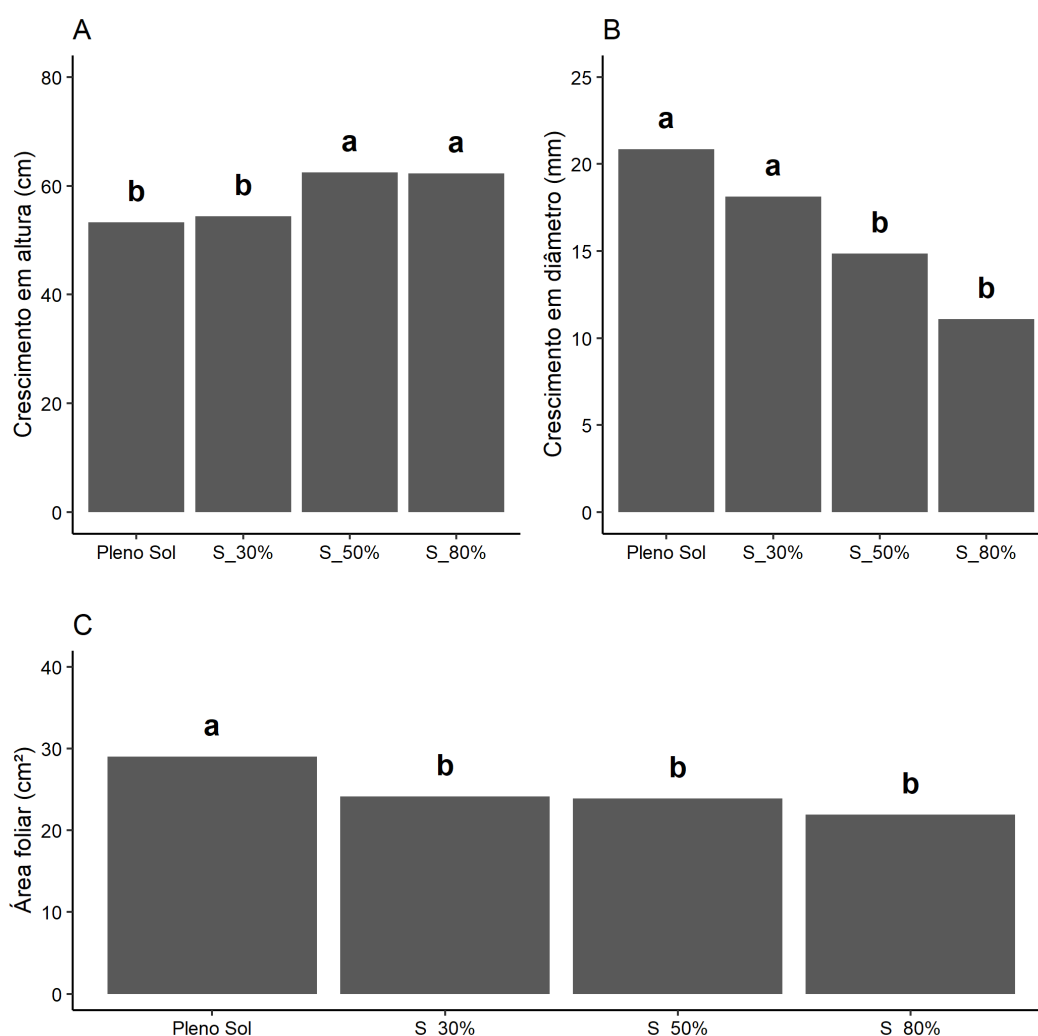 A
Crescimento em altura (cm)
80
60
40
20
0
b
b
a
a
Pleno Sol
S_30%
S_50%
S_80%
B
Crescimento em diâmetro (mm)
25
20
15
10
5
0
a
a
b
b
Pleno Sol
S_30%
S_50%
S_80%
C
Área foliar (cm²)
40
30
20
10
0
a
b
b
b
Pleno Sol
S_30%
S_50%
S_80%